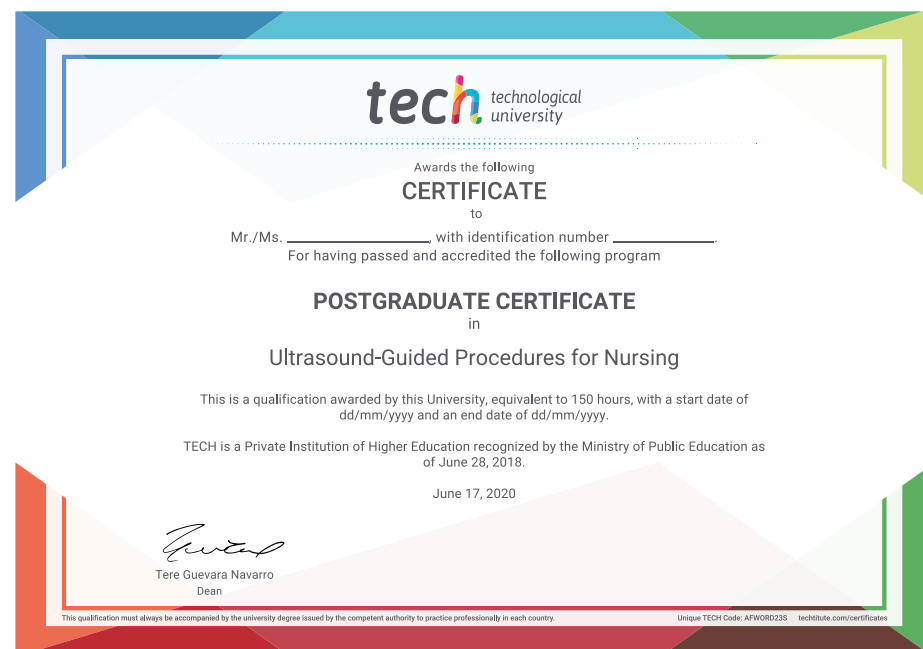 tech technological
university
Awards the following
CERTIFICATE
to
Mr./Ms. ____________________, with identification number ______________.
For having passed and accredited the following program
POSTGRADUATE CERTIFICATE
in
Ultrasound-Guided Procedures for Nursing
This is a qualification awarded by this University, equivalent to 150 hours, with a start date of
dd/mm/yyyy and an end date of dd/mm/yyyy.
TECH is a Private Institution of Higher Education recognized by the Ministry of Public Education as
of June 28, 2018.
June 17, 2020
Tere Guevara Navarro
Dean
This qualification must always be accompanied by the university degree issued by the competent authority to practice professionally in each country. Unique TECH Code: AFWORD23S techtitute.com/certificates